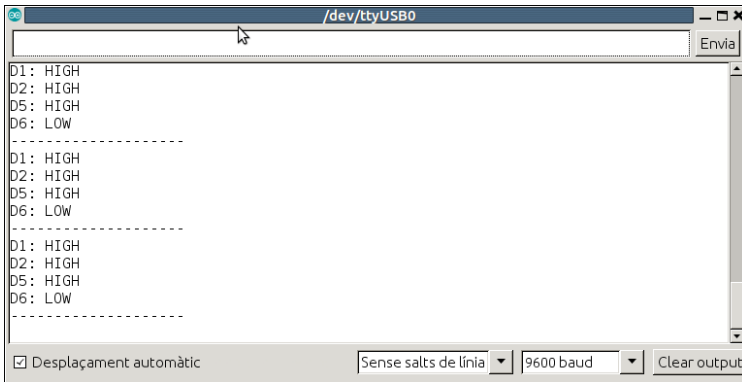 /dev/ttyUSB0
Envia
D1: HIGH
D2: HIGH
D5: HIGH
D6: LOW
--------------------
D1: HIGH
D2: HIGH
D5: HIGH
D6: LOW
--------------------
D1: HIGH
D2: HIGH
D5: HIGH
D6: LOW
--------------------
Desplaçament automàtic Sense salts de línia 9600 baud Clear output